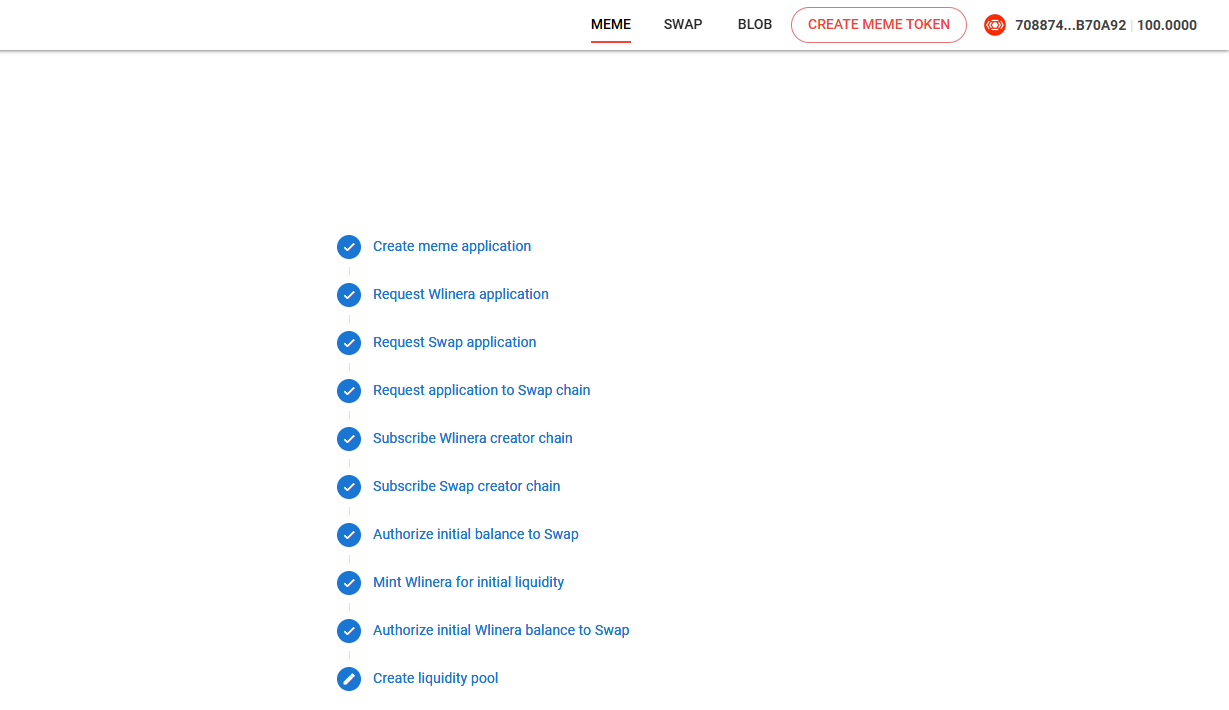 MEME SWAP BLOB CREATE MEME TOKEN 708874...B70A92 | 100.0000
Create meme application
Request Wlinera application
Request Swap application
Request application to Swap chain
Subscribe Wlinera creator chain
Subscribe Swap creator chain
Authorize initial balance to Swap
Mint Wlinera for initial liquidity
Authorize initial Wlinera balance to Swap
Create liquidity pool